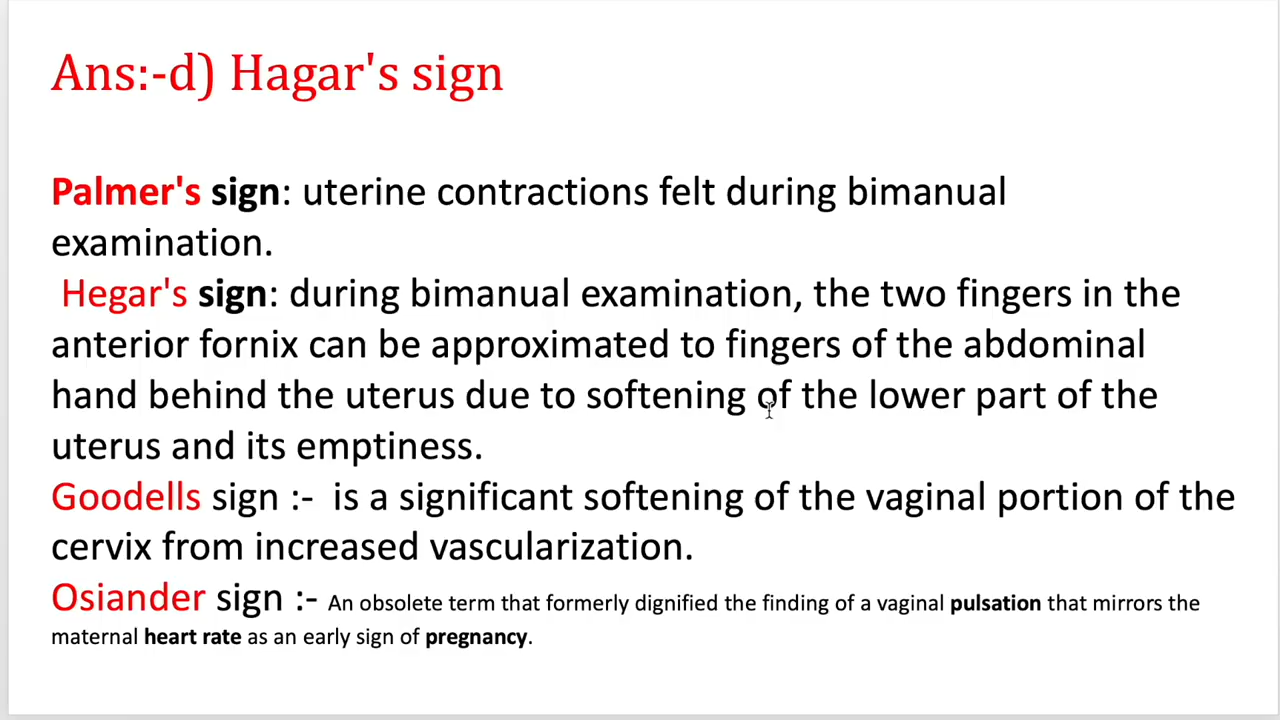 Ans:-d) Hagar's sign
Palmer's sign: uterine contractions felt during bimanual
examination.
Hegar's sign: during bimanual examination, the two fingers in the
anterior fornix can be approximated to fingers of the abdominal
hand behind the uterus due to softening of the lower part of the
uterus and its emptiness.
Goodells sign :- is a significant softening of the vaginal portion of the
cervix from increased vascularization.
Osiander sign :- An obsolete term that formerly dignified the finding of a vaginal pulsation that mirrors the
maternal heart rate as an early sign of pregnancy.